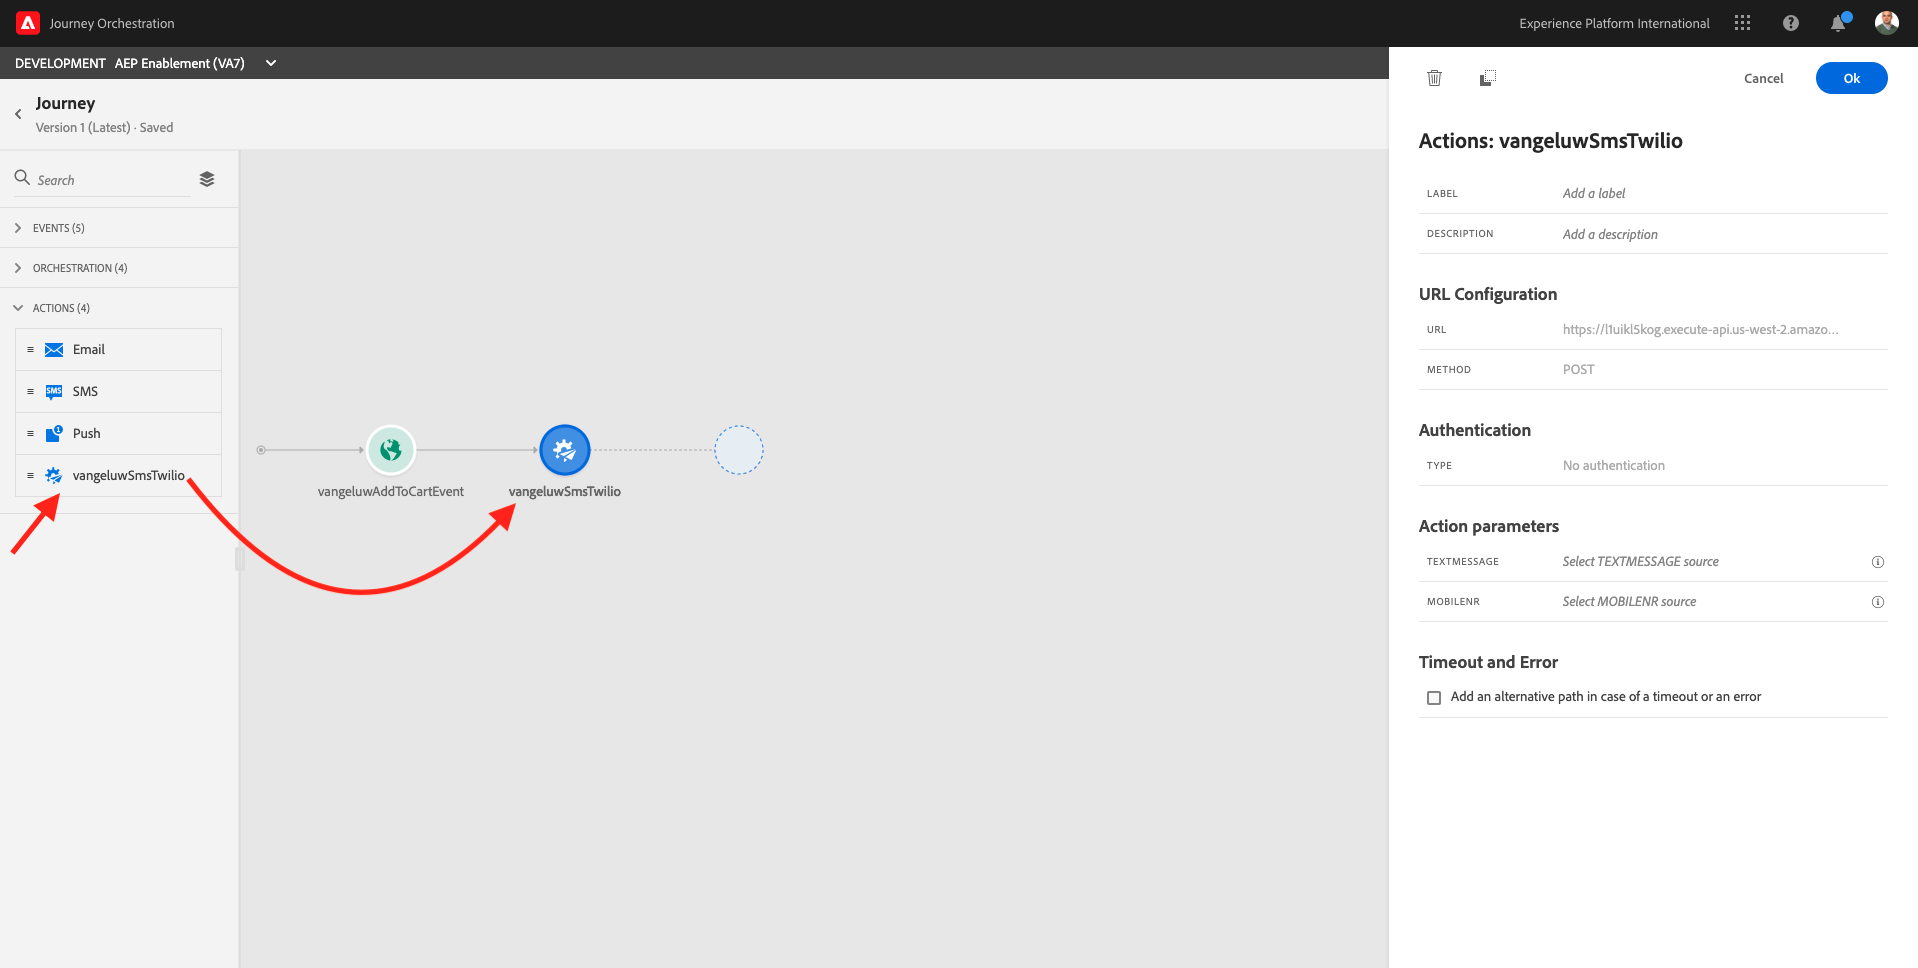 Journey Orchestration
Experience Platform International
DEVELOPMENT AEP Enablement (VA7)
Journey
Version 1 (Latest) · Saved
Search
EVENTS (5)
ORCHESTRATION (4)
ACTIONS (4)
Email
SMS
SMS
1
Push
vangeluwSmsTwilio
vangeluwAddToCartEvent
vangeluwSmsTwilio
Cancel
Ok
Actions: vangeluwSmsTwilio
LABEL Add a label
DESCRIPTION Add a description
URL Configuration
URL https://l1uikl5kog.execute-api.us-west-2.amazo...
METHOD POST
Authentication
TYPE No authentication
Action parameters
TEXTMESSAGE Select TEXTMESSAGE source
MOBILENR Select MOBILENR source
Timeout and Error
Add an alternative path in case of a timeout or an error